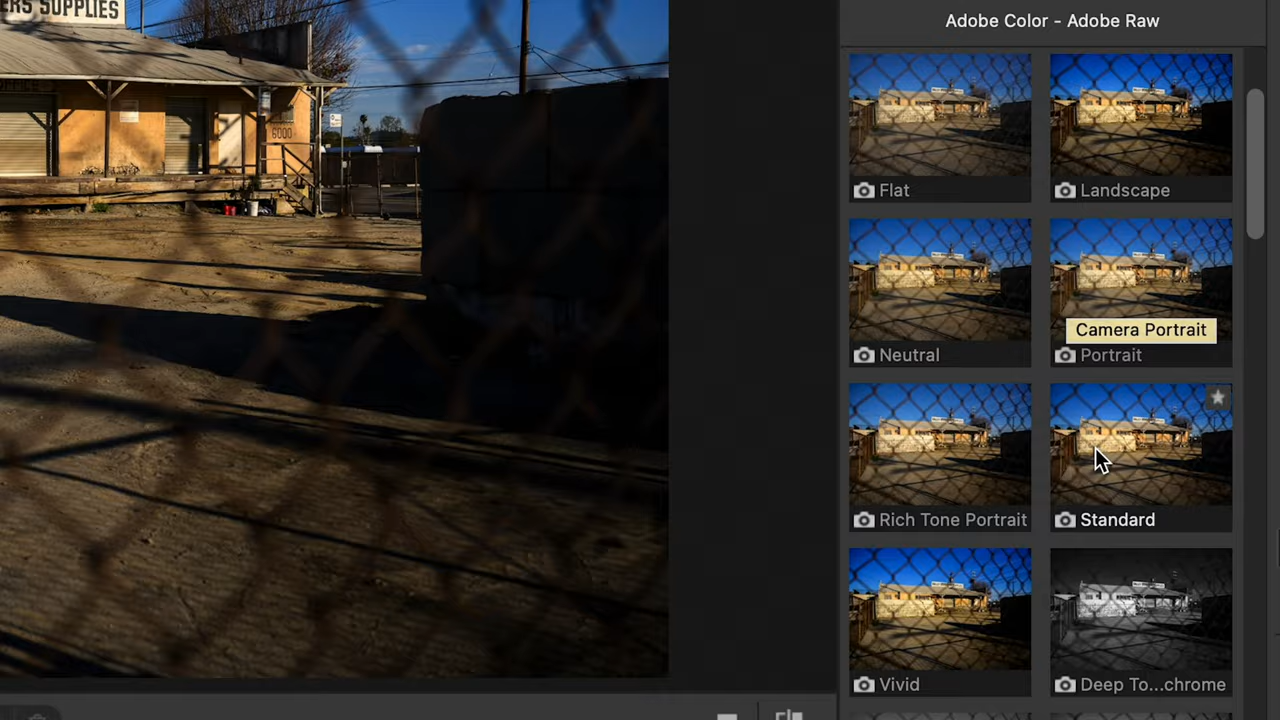 ERS SUPPLIES
OFFICE
6000
Adobe Color - Adobe Raw
Flat
Landscape
Neutral
Camera Portrait
Portrait
Rich Tone Portrait
Standard
Vivid
Deep To...chrome